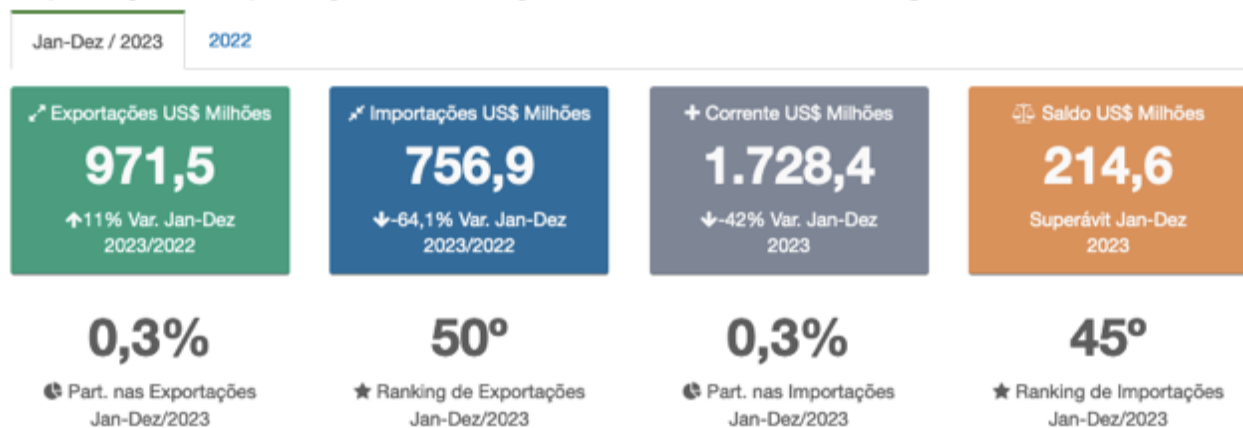 Jan-Dez / 2023
2022
Exportações US$ Milhões
971,5
11% Var. Jan-Dez
2023/2022
Importações US$ Milhões
756,9
-64,1% Var. Jan-Dez
2023/2022
+ Corrente US$ Milhões
1.728,4
-42% Var. Jan-Dez
2023
Saldo US$ Milhões
214,6
Superávit Jan-Dez
2023
0,3%
Part. nas Exportações
Jan-Dez/2023
50º
Ranking de Exportações
Jan-Dez/2023
0,3%
Part. nas Importações
Jan-Dez/2023
45º
Ranking de Importações
Jan-Dez/2023